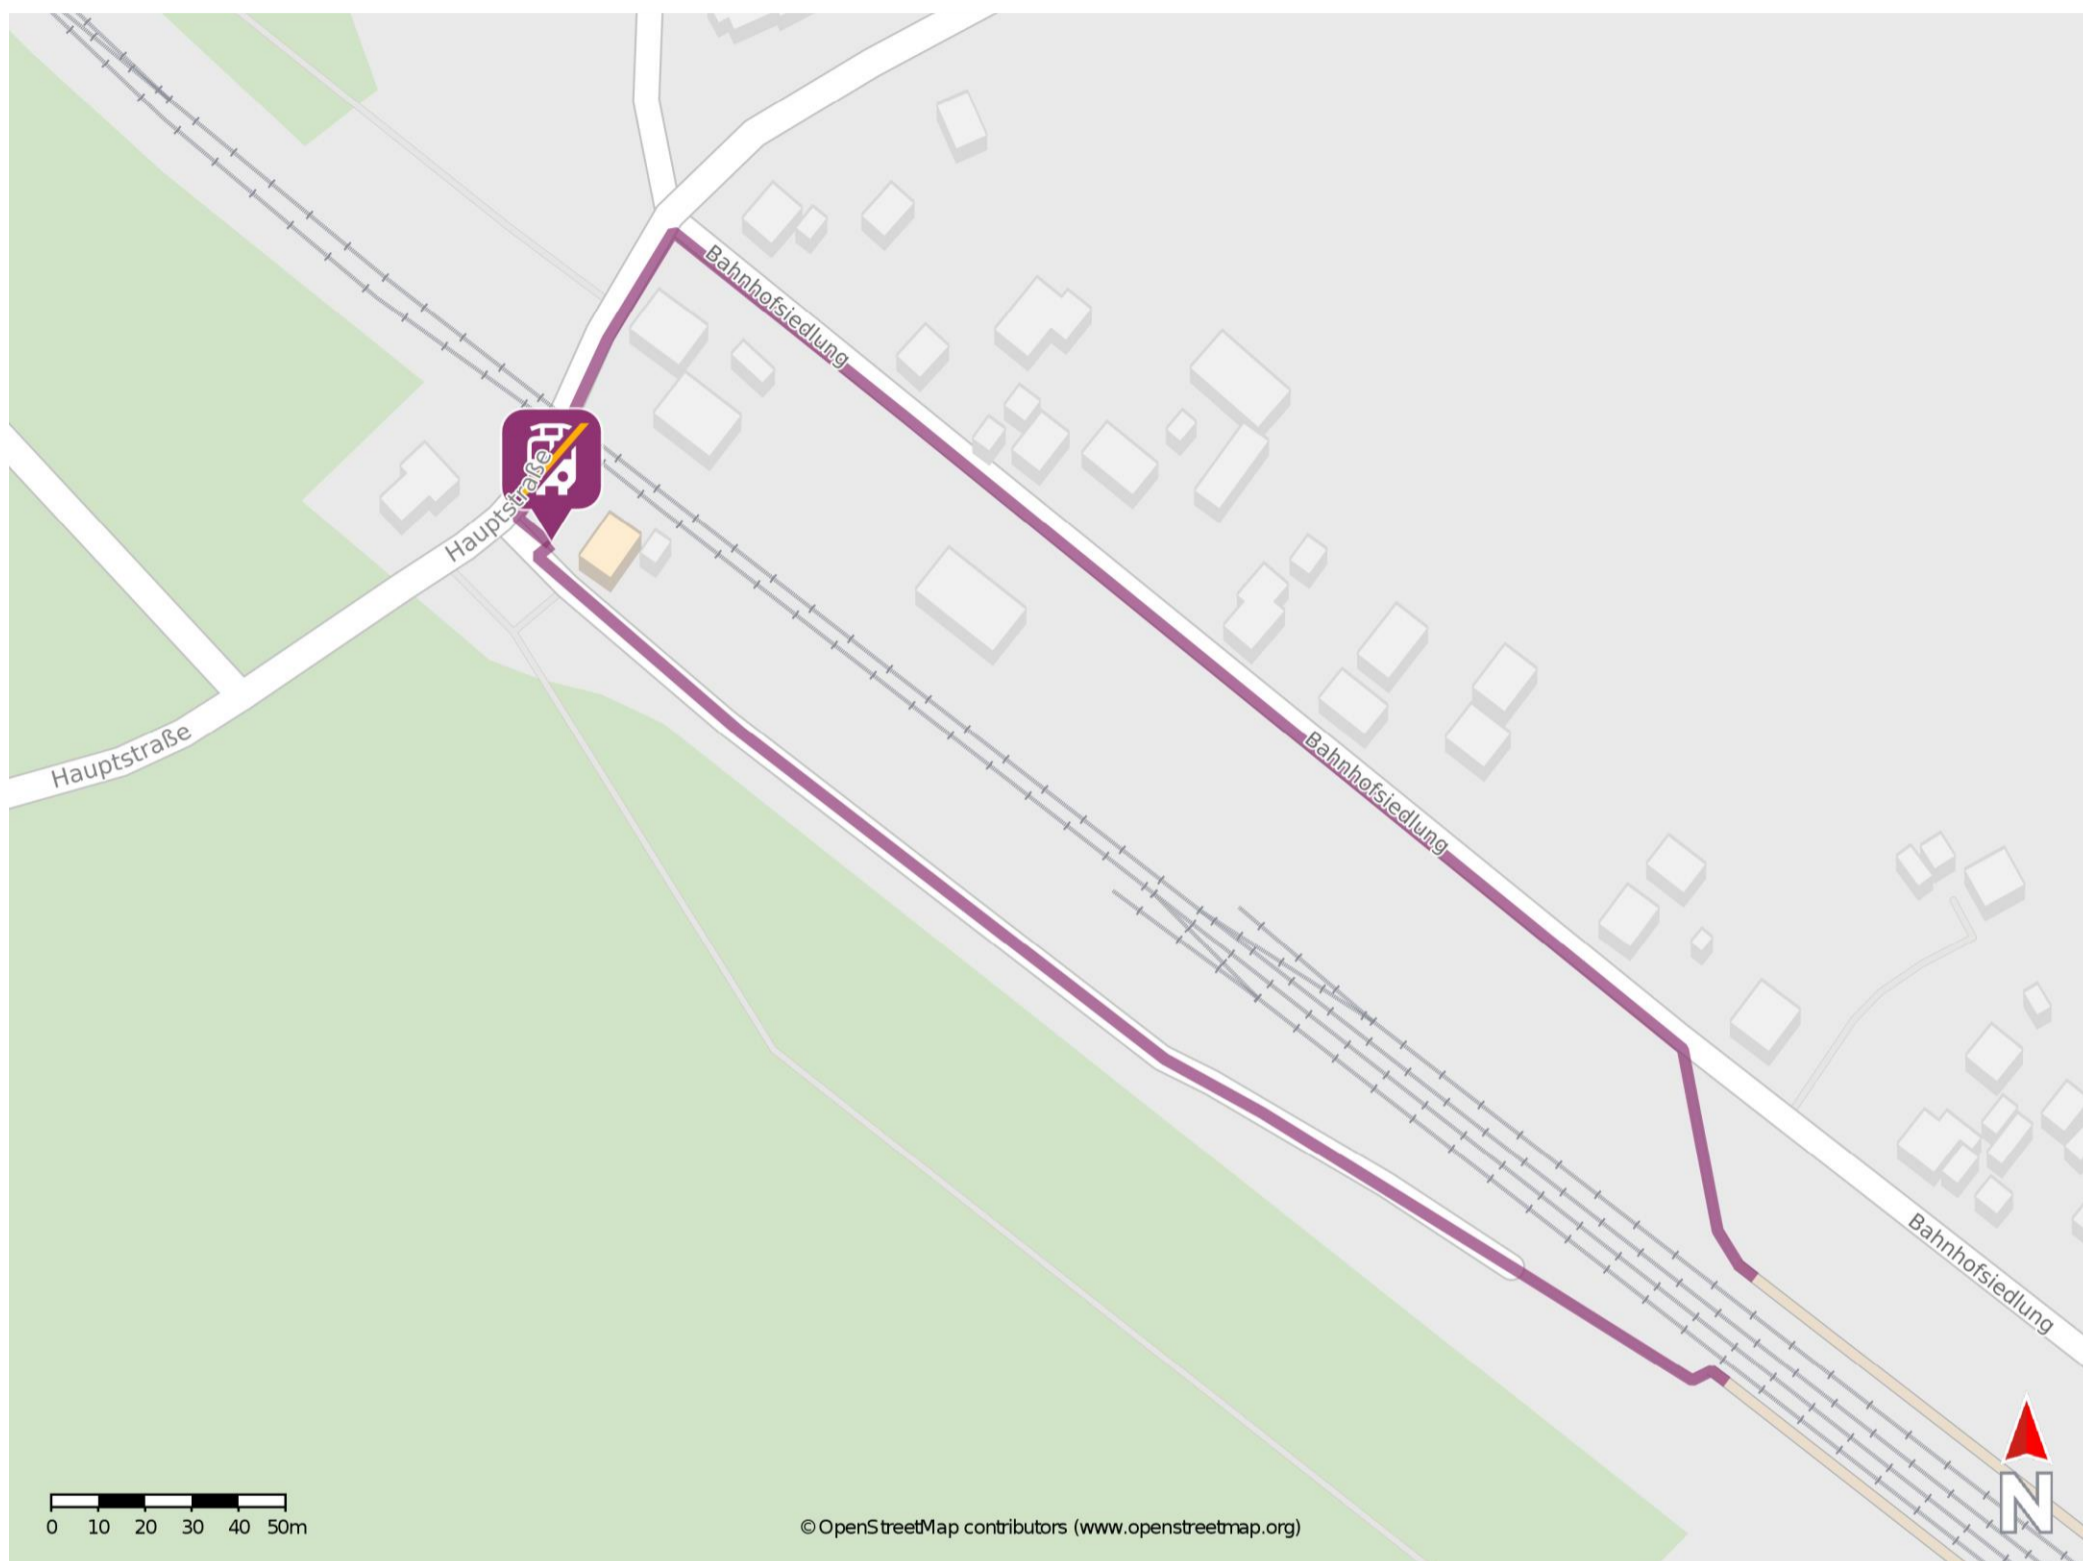 Bahnhofsiedlung
Hauptstraße
Hauptstraße
Bahnhofsiedlung
Bahnhofsiedlung
N
0 10 20 30 40 50m
© OpenStreetMap contributors (www.openstreetmap.org)